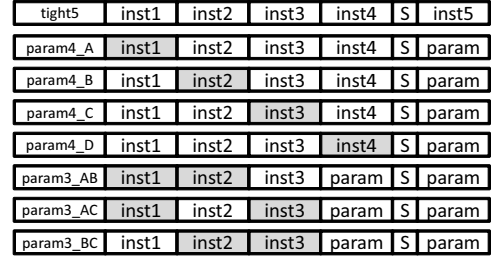 tight5 inst1 inst2 inst3 inst4 S inst5
param4_A inst1 inst2 inst3 inst4 S param
param4_B inst1 inst2 inst3 inst4 S param
param4_C inst1 inst2 inst3 inst4 S param
param4_D inst1 inst2 inst3 inst4 S param
param3_AB inst1 inst2 inst3 param S param
param3_AC inst1 inst2 inst3 param S param
param3_BC inst1 inst2 inst3 param S param